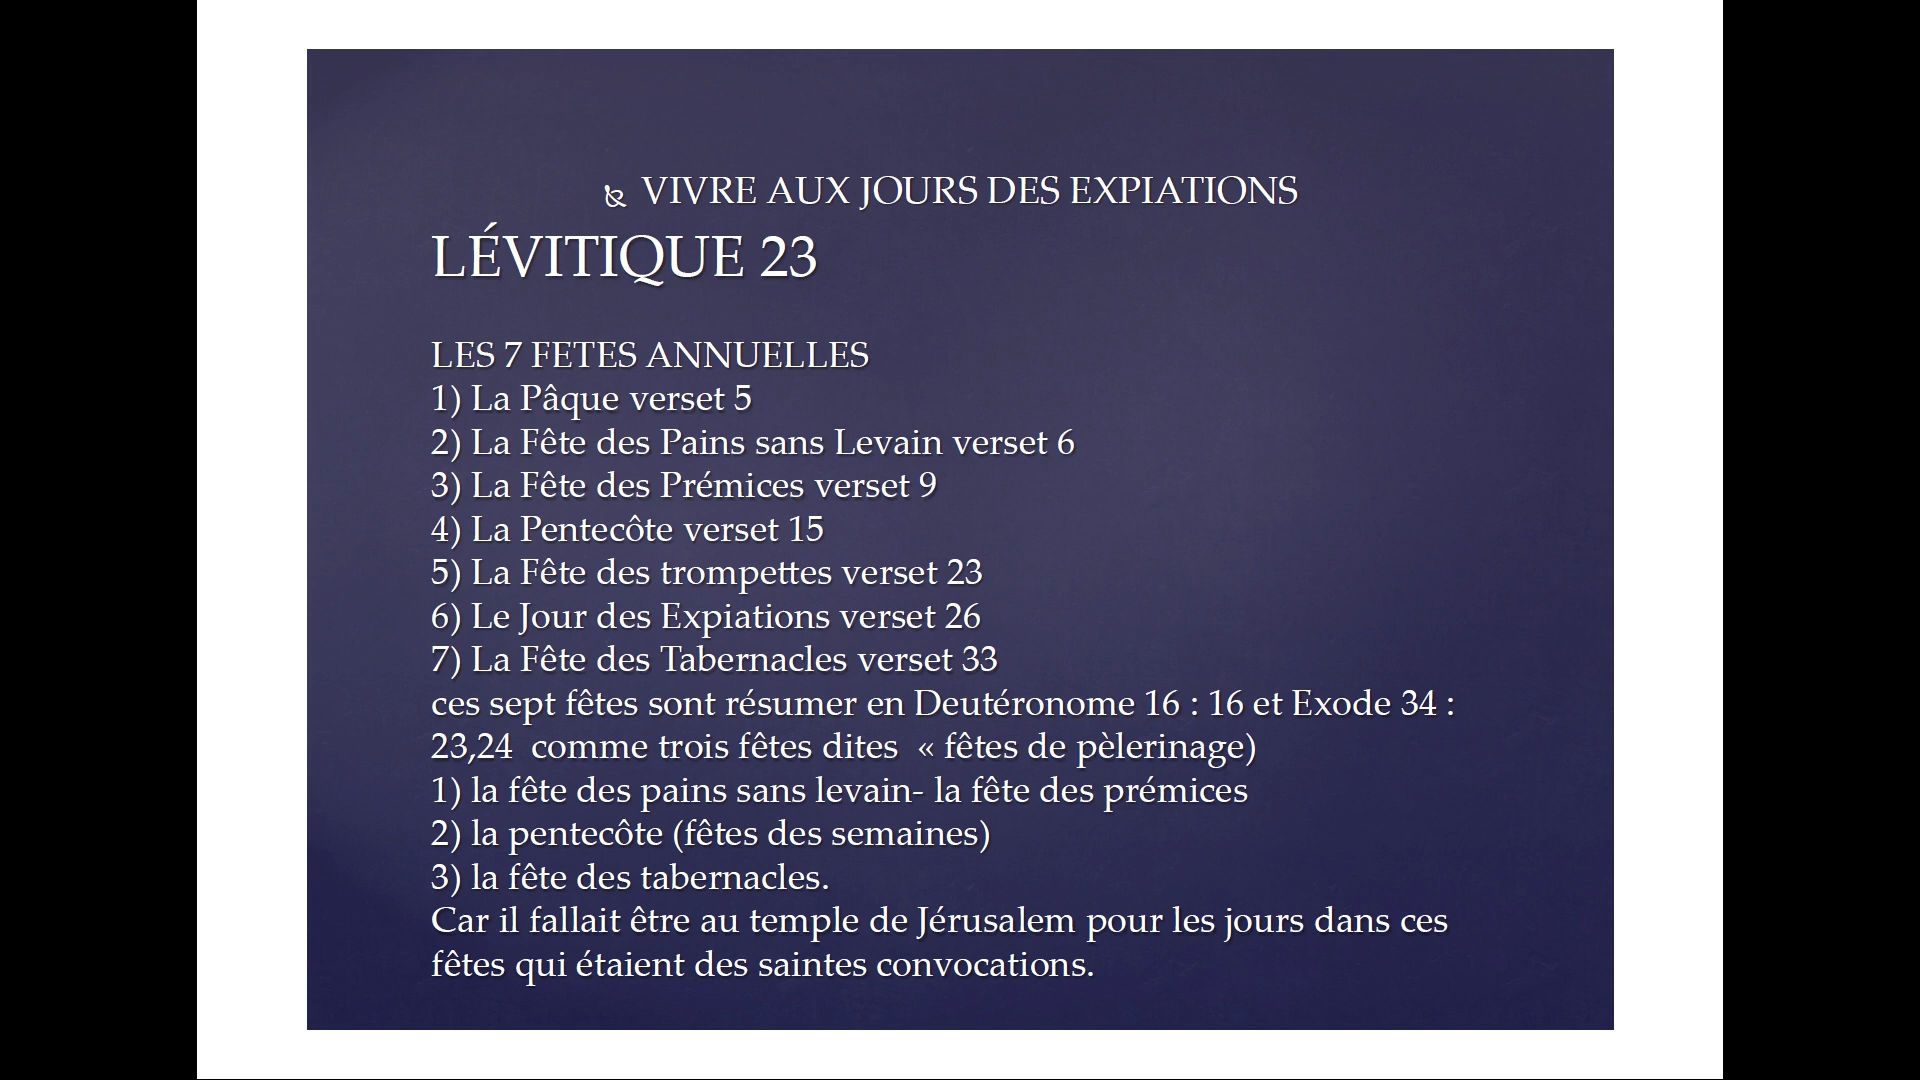 VIVRE AUX JOURS DES EXPIATIONS
LÉVITIQUE 23
LES 7 FETES ANNUELLES
1) La Pâque verset 5
2) La Fête des Pains sans Levain verset 6
3) La Fête des Prémices verset 9
4) La Pentecôte verset 15
5) La Fête des trompettes verset 23
6) Le Jour des Expiations verset 26
7) La Fête des Tabernacles verset 33
ces sept fêtes sont résumer en Deutéronome 16 : 16 et Exode 34 :
23,24  comme trois fêtes dites  « fêtes de pèlerinage)
1) la fête des pains sans levain- la fête des prémices
2) la pentecôte (fêtes des semaines)
3) la fête des tabernacles.
Car il fallait être au temple de Jérusalem pour les jours dans ces
fêtes qui étaient des saintes convocations.